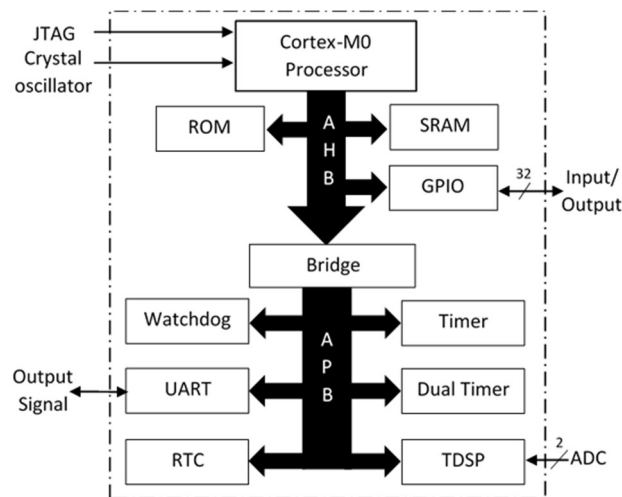 JTAG
Crystal
oscillator
Cortex-M0
Processor
ROM
A
H
B
SRAM
GPIO
32
Input/
Output
Bridge
Watchdog
A
P
B
Timer
Output
Signal
UART
Dual Timer
RTC
TDSP
2
ADC